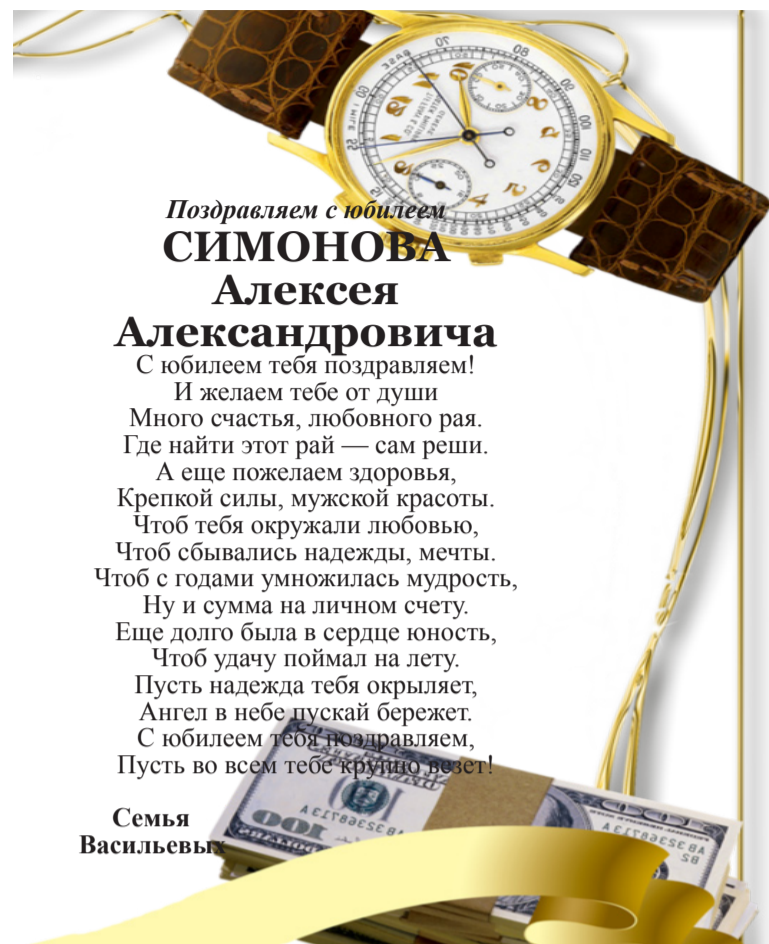 Поздравляем с юбилеем
СИМОНОВА
Алексея
Александровича
С юбилеем тебя поздравляем!
И желаем тебе от души
Много счастья, любовного рая.
Где найти этот рай — сам реши.
А еще пожелаем здоровья,
Крепкой силы, мужской красоты.
Чтоб тебя окружали любовью,
Чтоб сбывались надежды, мечты.
Чтоб с годами умножилась мудрость,
Ну и сумма на личном счету.
Еще долго была в сердце юность,
Чтоб удачу поймал на лету.
Пусть надежда тебя окрыляет,
Ангел в небе пускай бережет.
С юбилеем тебя поздравляем,
Пусть во всем тебе крупно везет!
Семья
Васильевых